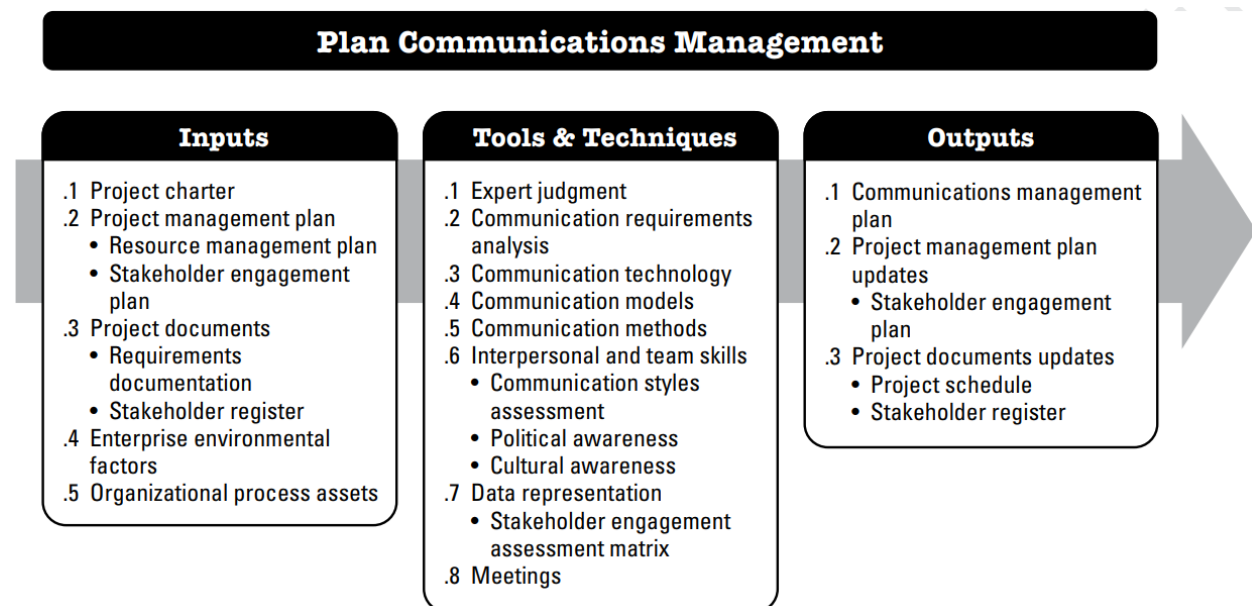 Plan Communications Management
Inputs
.1 Project charter
.2 Project management plan
• Resource management plan
• Stakeholder engagement
plan
.3 Project documents
• Requirements
documentation
• Stakeholder register
.4 Enterprise environmental
factors
.5 Organizational process assets
Tools & Techniques
.1 Expert judgment
.2 Communication requirements
analysis
.3 Communication technology
.4 Communication models
.5 Communication methods
.6 Interpersonal and team skills
• Communication styles
assessment
• Political awareness
• Cultural awareness
.7 Data representation
• Stakeholder engagement
assessment matrix
.8 Meetings
Outputs
.1 Communications management
plan
.2 Project management plan
updates
• Stakeholder engagement
plan
.3 Project documents updates
• Project schedule
• Stakeholder register